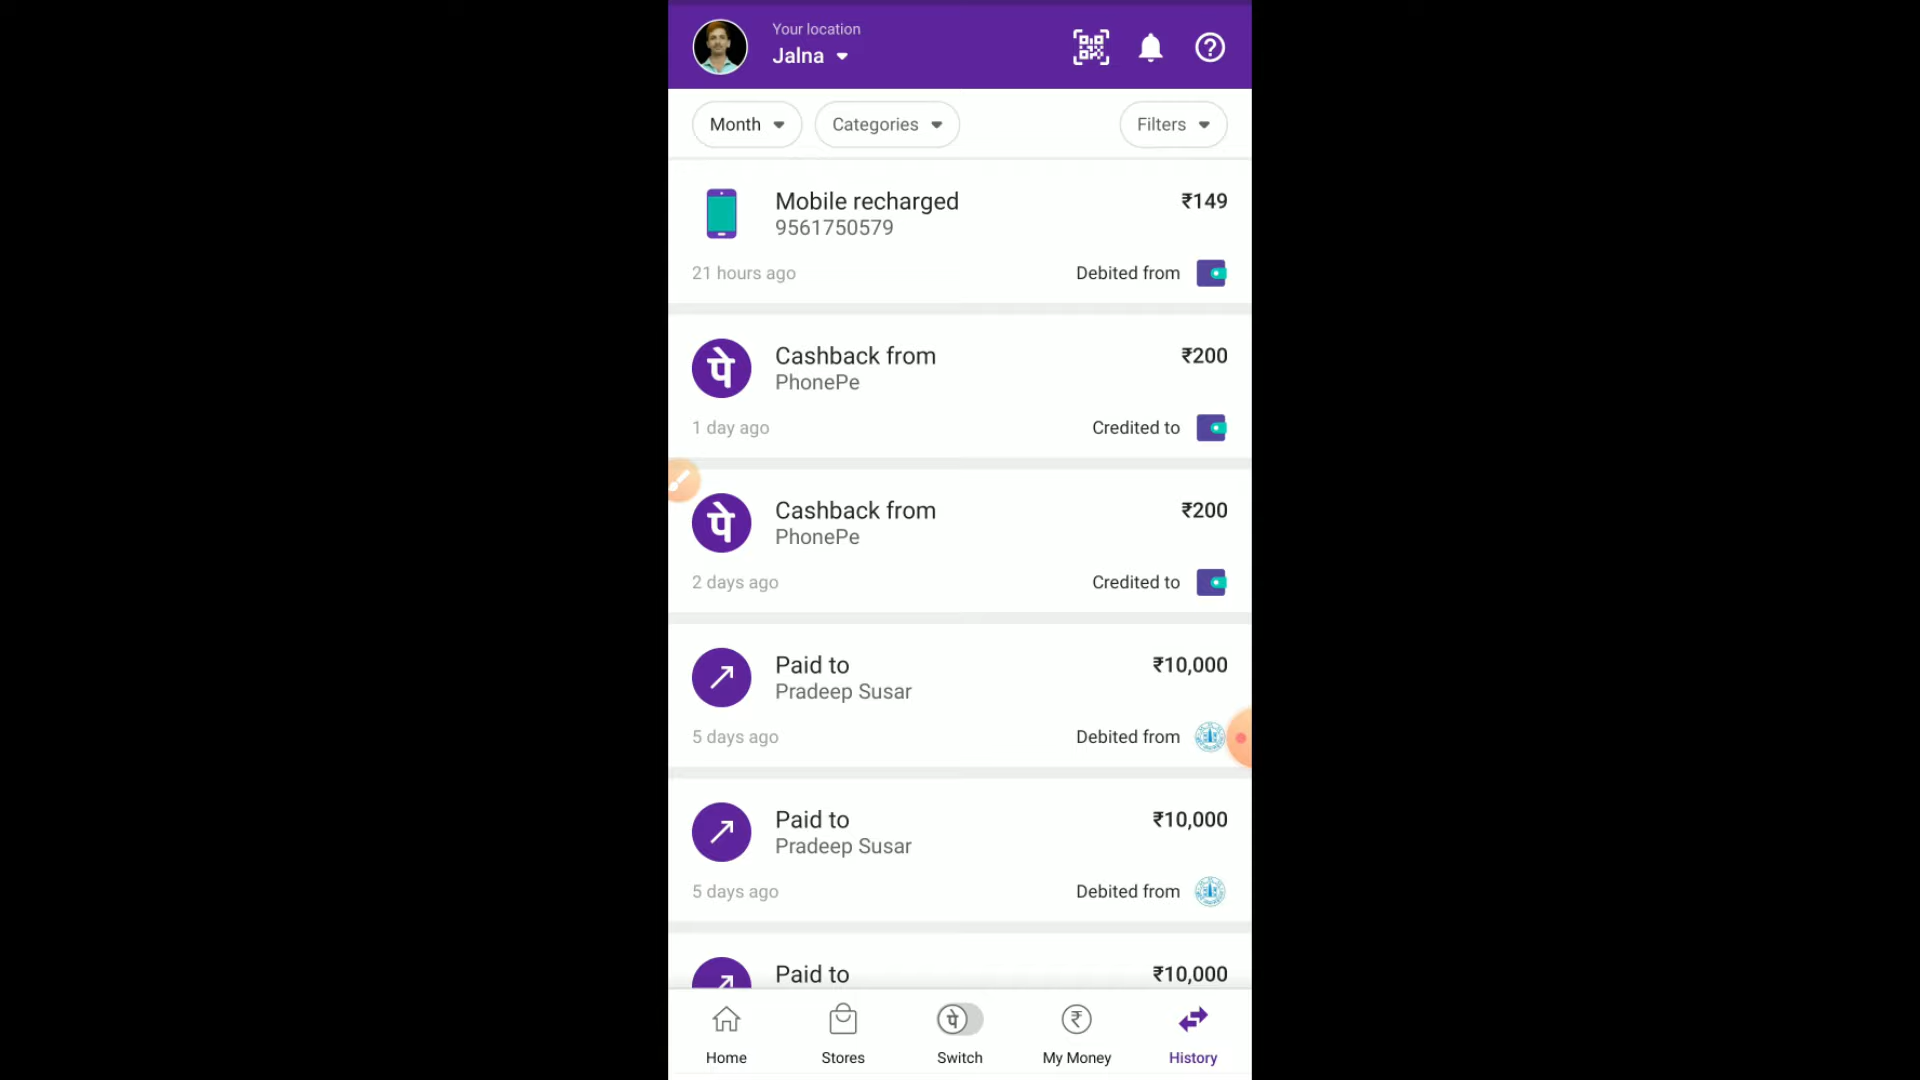 Your location
Jalna
Month
Categories
Filters
Mobile recharged
₹149
9561750579
21 hours ago
Debited from
पे
Cashback from
₹200
PhonePe
1 day ago
Credited to
पे
Cashback from
₹200
PhonePe
2 days ago
Credited to
Paid to
₹10,000
Pradeep Susar
5 days ago
Debited from
Paid to
₹10,000
Pradeep Susar
5 days ago
Debited from
Paid to
₹10,000
पे
₹
Home
Stores
Switch
My Money
History